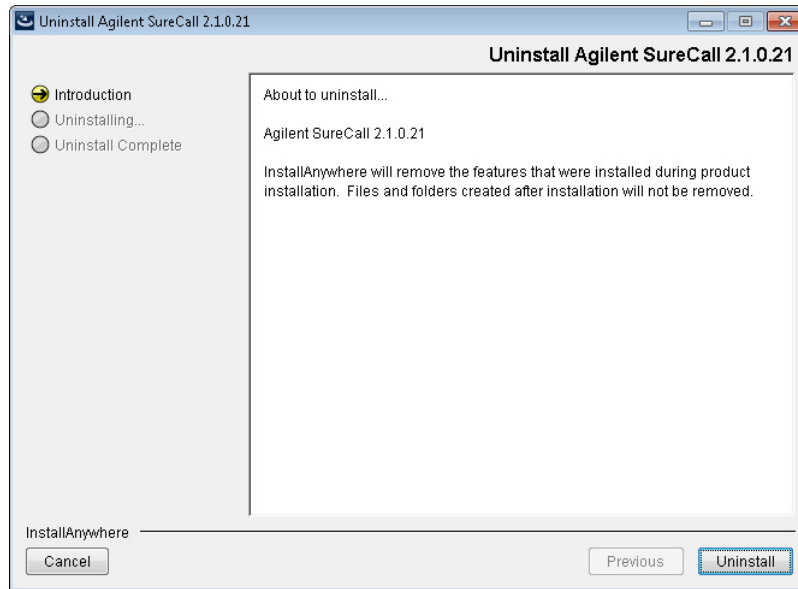 Uninstall Agilent SureCall 2.1.0.21
Uninstall Agilent SureCall 2.1.0.21
Introduction
Uninstalling...
Uninstall Complete
About to uninstall...
Agilent SureCall 2.1.0.21
InstallAnywhere will remove the features that were installed during product
installation.  Files and folders created after installation will not be removed.
InstallAnywhere
Cancel
Previous
Uninstall